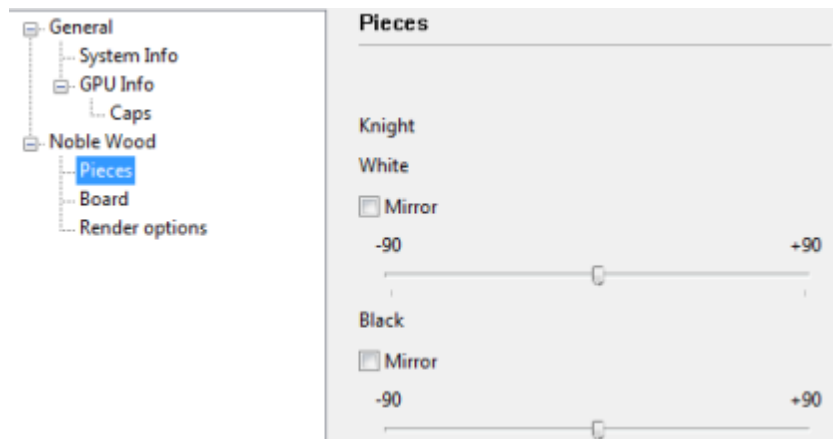 General
System Info
GPU Info
Caps
Noble Wood
Pieces
Board
Render options
Pieces
Knight
White
Mirror
-90 +90
Black
Mirror
-90 +90